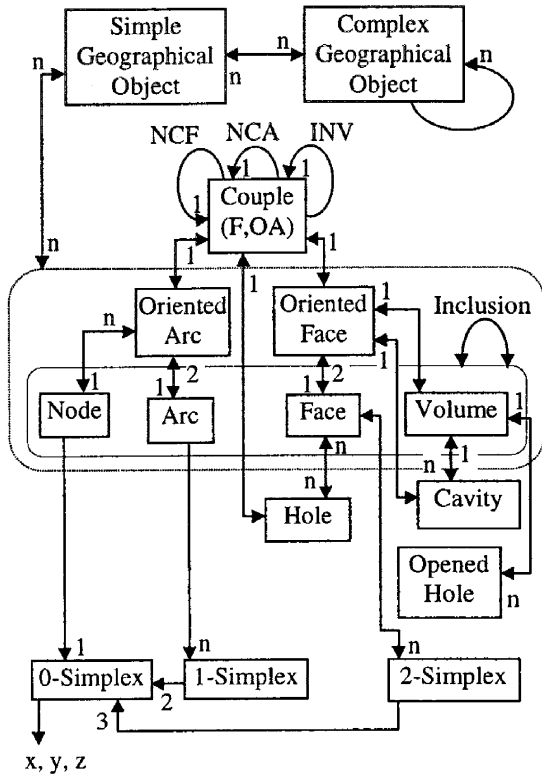 Simple
Geographical
Object
Complex
Geographical
Object
n
n
n
n
NCF
NCA
INV
1
1
1
Couple
(F,OA)
n
1
1
1
Oriented
Arc
Oriented
Face
1
Inclusion
n
1
2
1
1
2
1
Node
Arc
Face
Volume
1
n
n
1
n
Hole
Cavity
Opened
Hole
n
1
n
n
0-Simplex
1-Simplex
2-Simplex
2
3
x, y, z